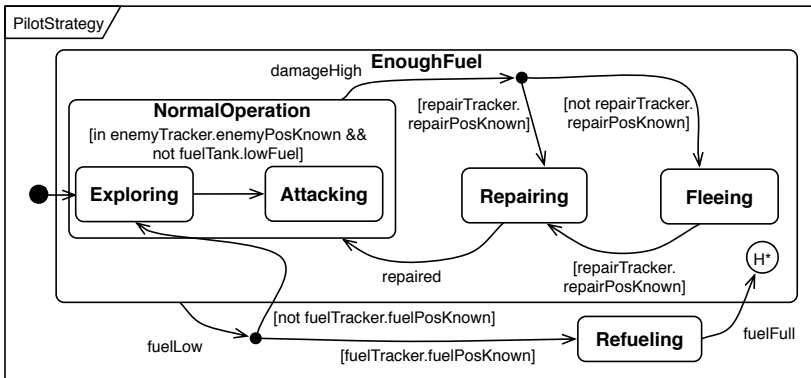 PilotStrategy
EnoughFuel
damageHigh
NormalOperation
[in enemyTracker.enemyPosKnown &&
not fuelTank.lowFuel]
[repairTracker.
repairPosKnown]
[not repairTracker.
repairPosKnown]
Exploring
Attacking
Repairing
Fleeing
repaired
[repairTracker.
repairPosKnown]
H*
[not fuelTracker.fuelPosKnown]
fuelLow
[fuelTracker.fuelPosKnown]
Refueling
fuelFull